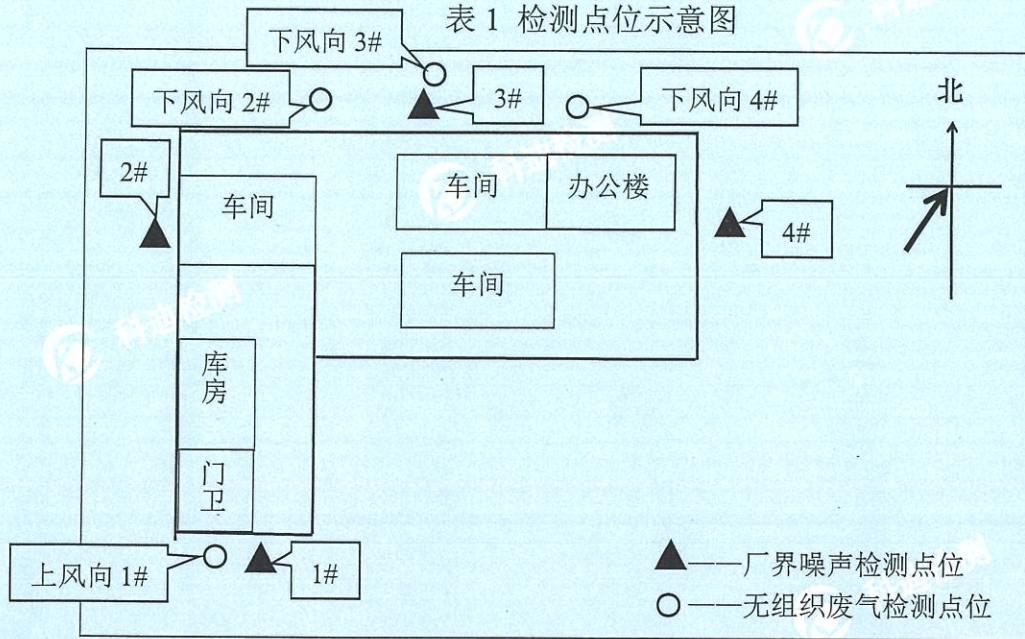 表 1 检测点位示意图
下风向 3#
下风向 2#
3#
下风向 4#
北
2#
车间
车间
办公楼
4#
车间
库房
门卫
上风向 1#
1#
▲——厂界噪声检测点位
○——无组织废气检测点位